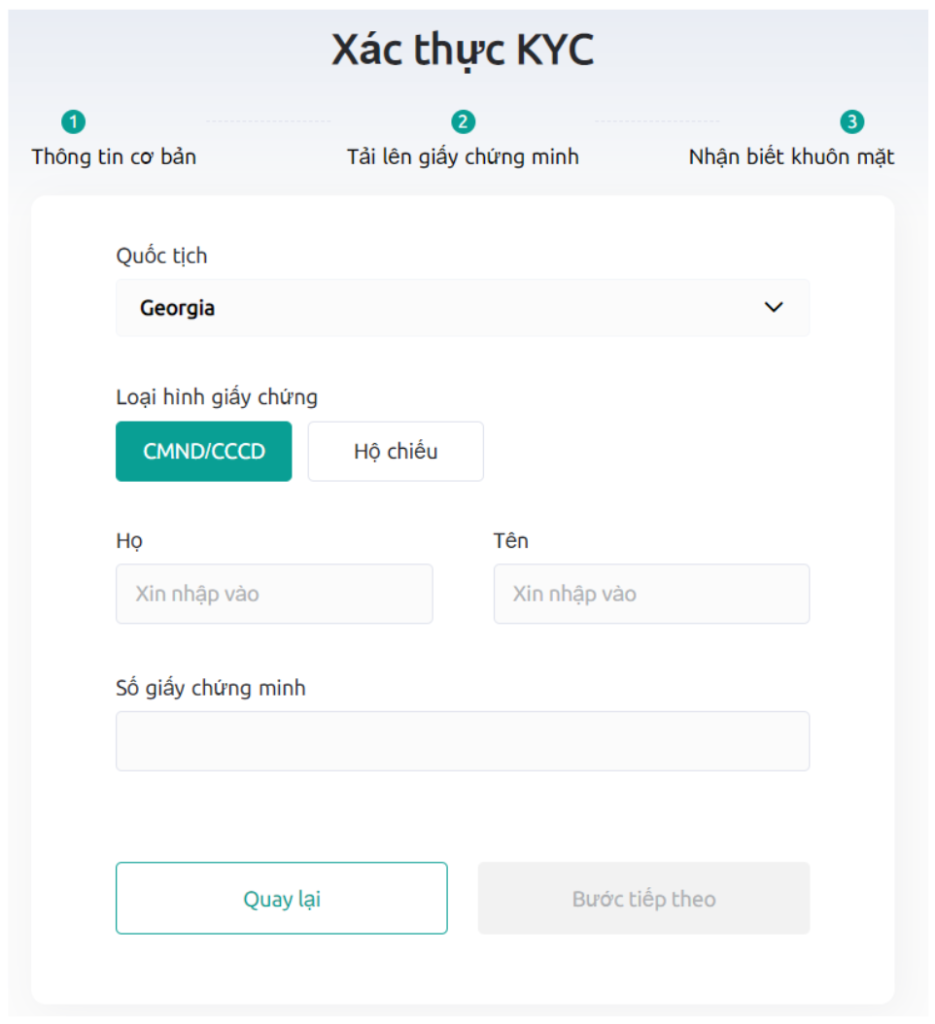 Xác thực KYC
1 2 3
Thông tin cơ bản Tải lên giấy chứng minh Nhận biết khuôn mặt
Quốc tịch
Georgia
Loại hình giấy chứng
CMND/CCCD Hộ chiếu
Họ Tên
Xin nhập vào Xin nhập vào
Số giấy chứng minh
Quay lại Bước tiếp theo